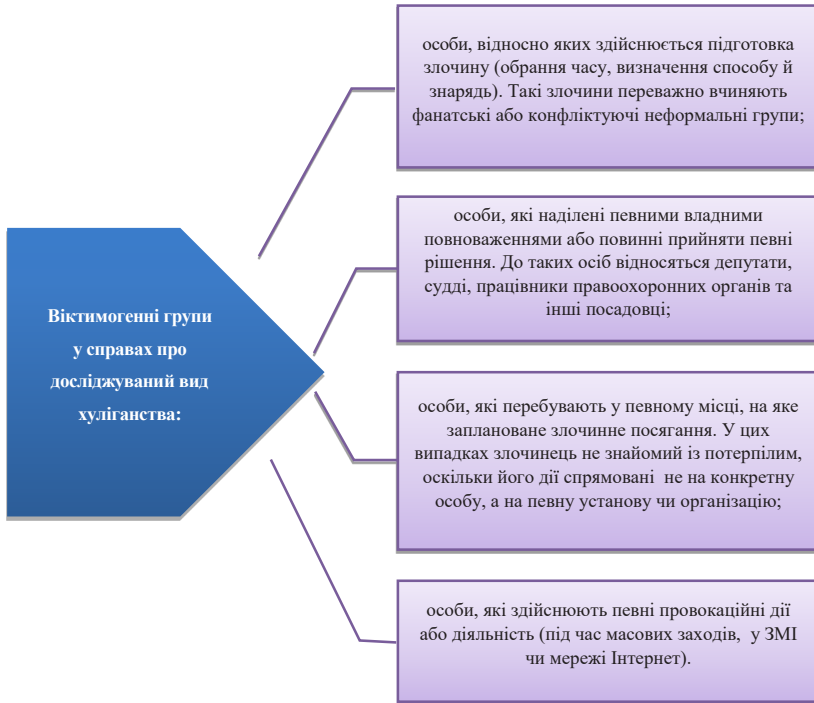 Віктимогенні групи
у справах про
досліджуваний вид
хуліганства:
особи, відносно яких здійснюється підготовка
злочину (обрання часу, визначення способу й
знарядь). Такі злочини переважно вчиняють
фанатські або конфліктуючі неформальні групи;
особи, які наділені певними владними
повноваженнями або повинні прийняти певні
рішення. До таких осіб відносяться депутати,
судді, працівники правоохоронних органів та
інші посадовці;
особи, які перебувають у певному місці, на яке
заплановане злочинне посягання. У цих
випадках злочинець не знайомий із потерпілим,
оскільки його дії спрямовані не на конкретну
особу, а на певну установу чи організацію;
особи, які здійснюють певні провокаційні дії
або діяльність (під час масових заходів, у ЗМІ
чи мережі Інтернет).